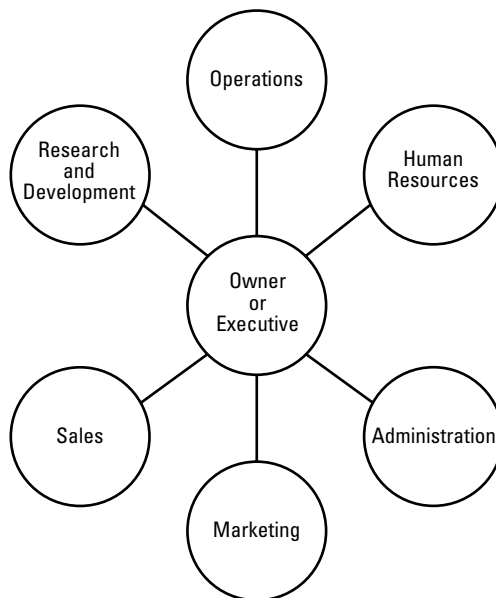 Operations
Research
and
Development
Human
Resources
Owner
or
Executive
Sales
Administration
Marketing